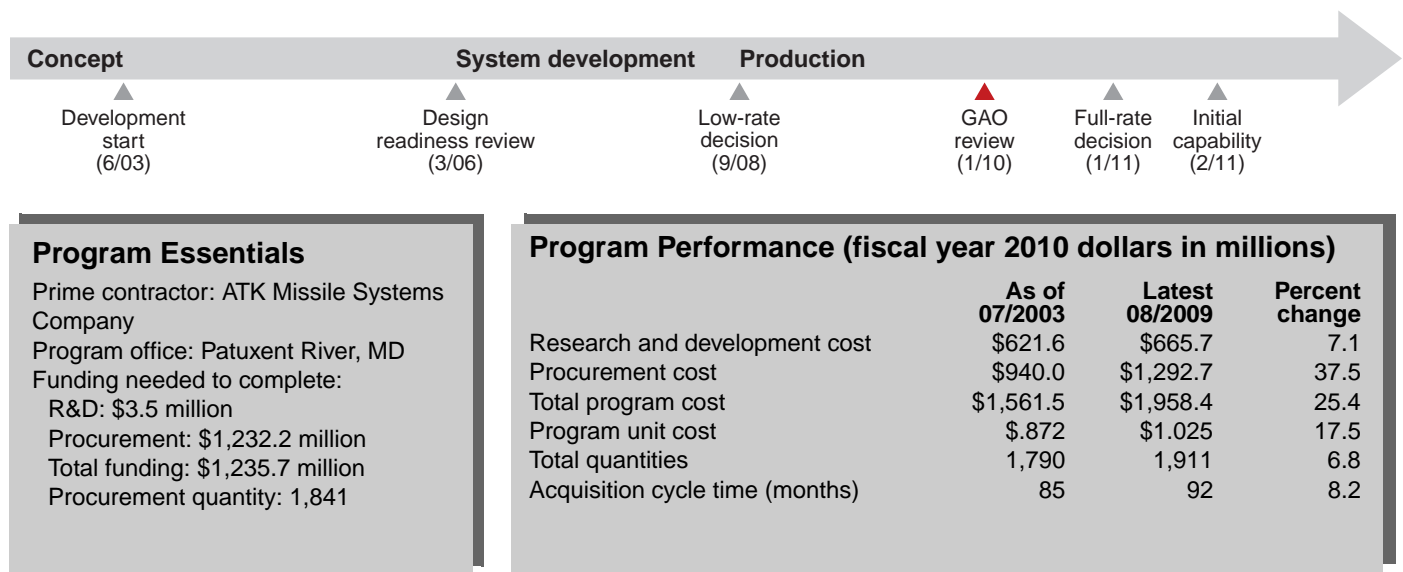 Concept System development Production
Development
start
(6/03)
Design
readiness review
(3/06)
Low-rate
decision
(9/08)
GAO
review
(1/10)
Full-rate
decision
(1/11)
Initial
capability
(2/11)
Program Essentials
Prime contractor: ATK Missile Systems
Company
Program office: Patuxent River, MD
Funding needed to complete:
R&D: $3.5 million
Procurement: $1,232.2 million
Total funding: $1,235.7 million
Procurement quantity: 1,841
Program Performance (fiscal year 2010 dollars in millions)
As of
07/2003
Latest
08/2009
Percent
change
Research and development cost $621.6 $665.7 7.1
Procurement cost $940.0 $1,292.7 37.5
Total program cost $1,561.5 $1,958.4 25.4
Program unit cost $.872 $1.025 17.5
Total quantities 1,790 1,911 6.8
Acquisition cycle time (months) 85 92 8.2